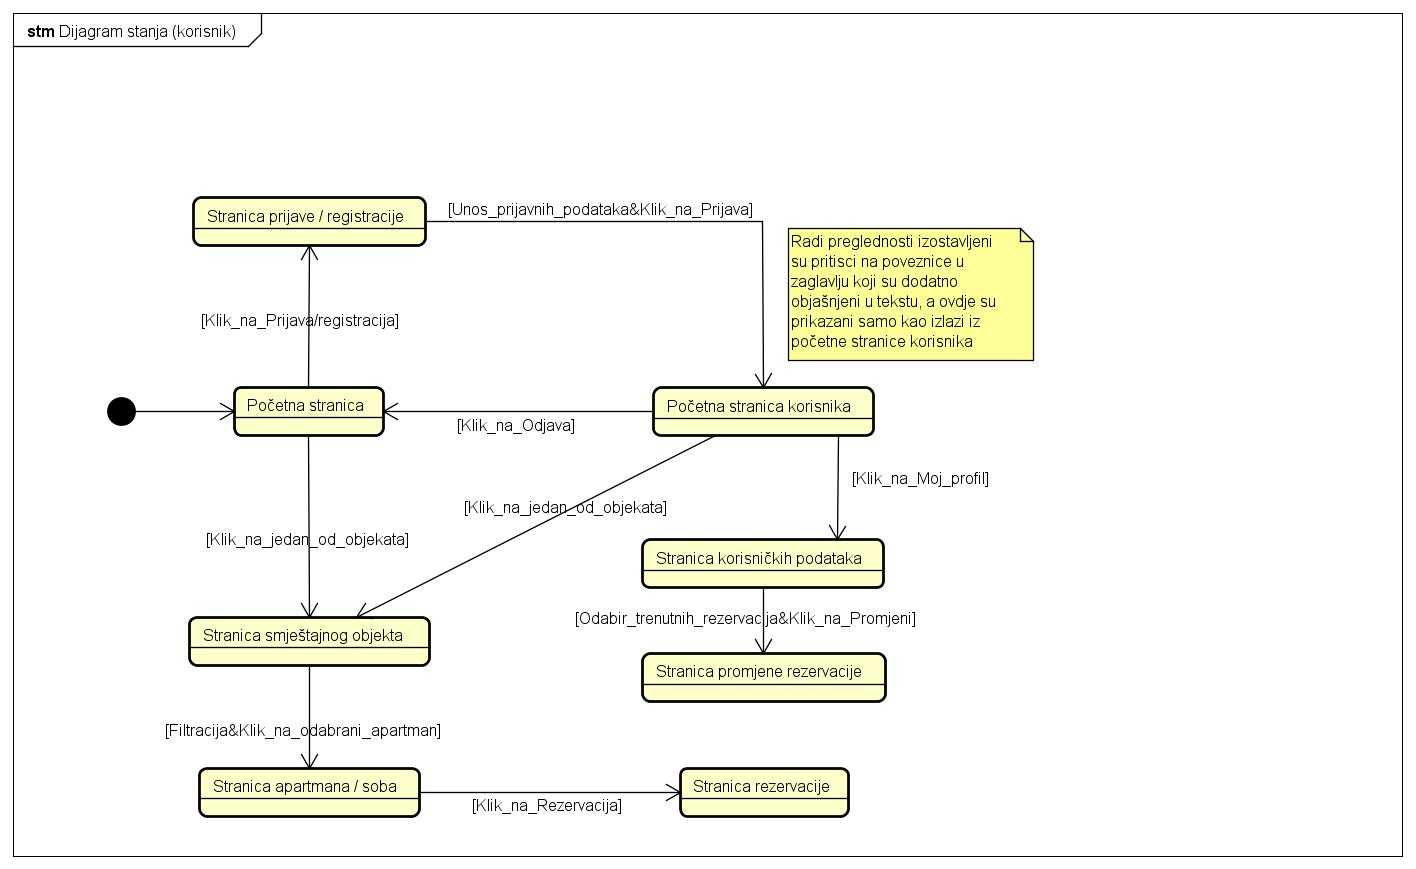 stm Dijagram stanja (korisnik)
Stranica prijave / registracije
[Unos_prijavnih_podataka&Klik_na_Prijava]
Radi preglednosti izostavljeni
su pritisci na poveznice u
zaglavlju koji su dodatno
objašnjeni u tekstu, a ovdje su
prikazani samo kao izlazi iz
početne stranice korisnika
[Klik_na_Prijava/registracija]
Početna stranica
Početna stranica korisnika
[Klik_na_Odjava]
[Klik_na_Moj_profil]
[Klik_na_jedan_od_objekata]
[Klik_na_jedan_od_objekata]
Stranica korisničkih podataka
[Odabir_trenutnih_rezervacija&Klik_na_Promjeni]
Stranica smještajnog objekta
Stranica promjene rezervacije
[Filtracija&Klik_na_odabrani_apartman]
Stranica apartmana / soba
Stranica rezervacije
[Klik_na_Rezervacija]